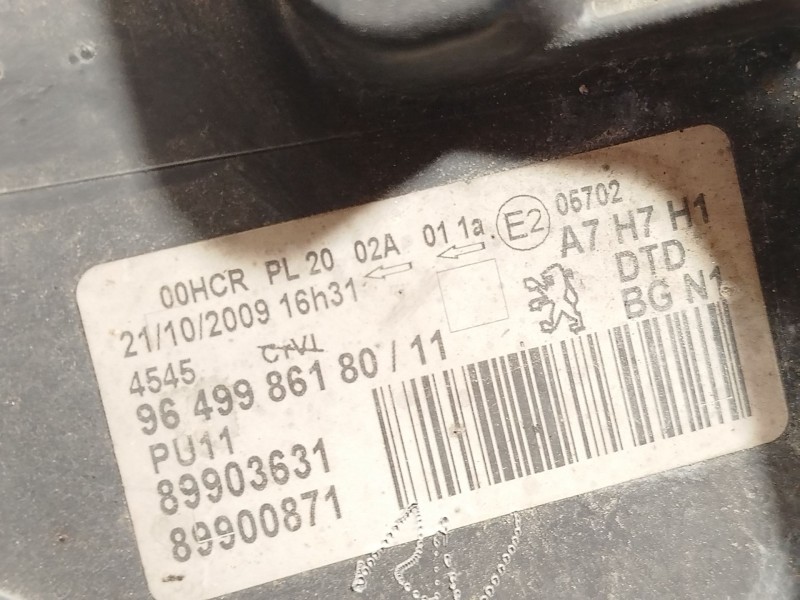 00HCR PL 20 02A 01 1a. E2 06702
21/10/2009 16h31 A7 H7 H1
4545 DTD
96 499 861 80 / 11 BG N1
PU11
89903631
89900871